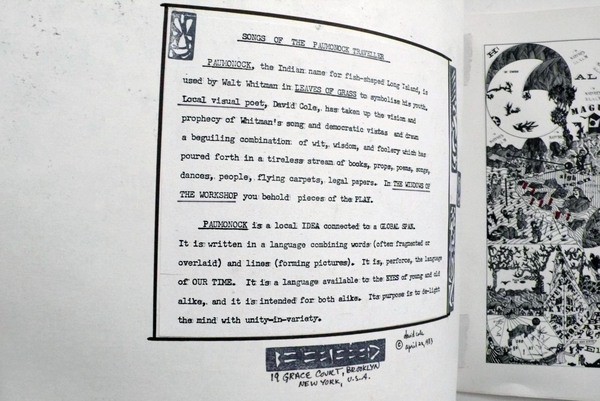 SONGS OF THE PAUMONOCK TRAVELLER
PAUMONOCK, the Indian name for fish-shaped Long Island, is
used by Walt Whitman in LEAVES OF GRASS to symbolize his youth.
Local visual poet, David Cole, has taken up the vision and
prophecy of Whitman's song and democratic vistas and drawn
a beguiling combination of wit, wisdom, and foolery which has
poured forth in a tireless stream of books, props, poems, songs,
dances, people, flying carpets, legal papers. In THE WINDOWS OF
THE WORKSHOP you behold pieces of the PLAY.
PAUMONOCK is a local IDEA connected to a GLOBAL SPAN.
It is written in a language combining words (often fragmented or
overlaid) and lines (forming pictures). It is, perforce, the language
of OUR TIME. It is a language available to the EYES of young and old
alike, and it is intended for both alike. Its purpose is to de-light
the mind with unity-in-variety.
© april 22, 1983
19 GRACE COURT, BROOKLYN
NEW YORK, U.S.A.
H
AL
MAG